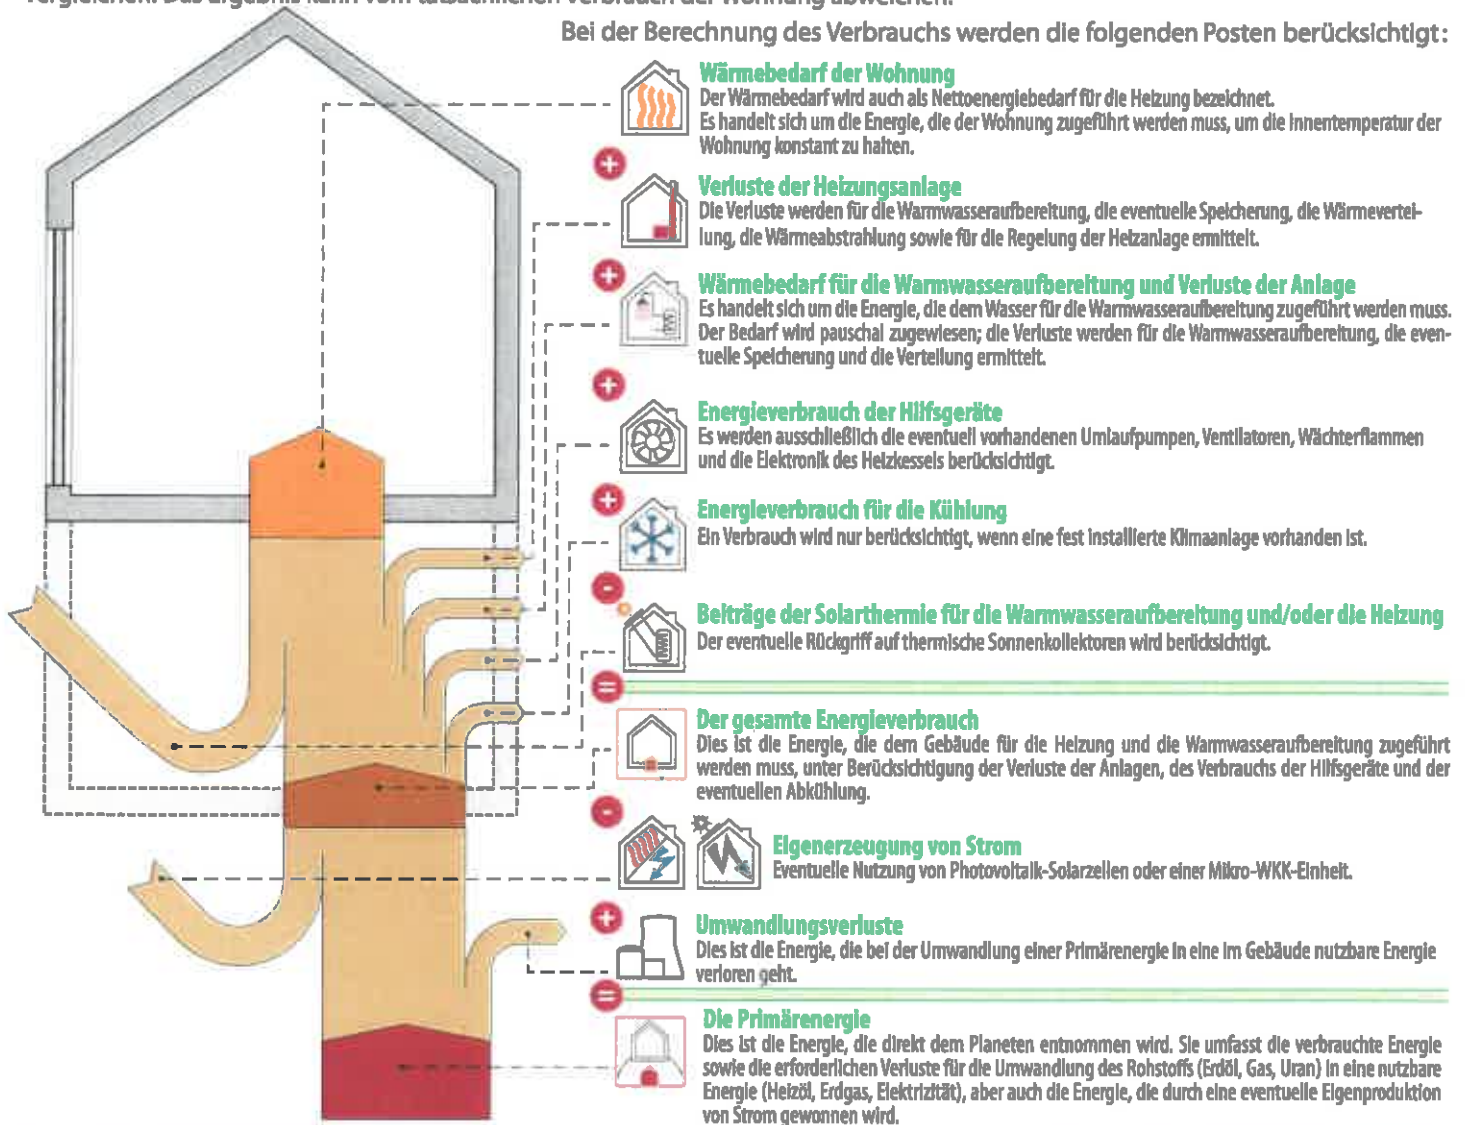 Bei der Berechnung des Verbrauchs werden die folgenden Posten berücksichtigt:
Wärmebedarf der Wohnung
Der Wärmebedarf wird auch als Nettoenergiebedarf für die Heizung bezeichnet.
Es handelt sich um die Energie, die der Wohnung zugeführt werden muss, um die Innentemperatur der
Wohnung konstant zu halten.
+
Verluste der Heizungsanlage
Die Verluste werden für die Warmwasseraufbereitung, die eventuelle Speicherung, die Wärmevertei-
lung, die Wärmeabstrahlung sowie für die Regelung der Heizanlage ermittelt.
+
Wärmebedarf für die Warmwasseraufbereitung und Verluste der Anlage
Es handelt sich um die Energie, die dem Wasser für die Warmwasseraufbereitung zugeführt werden muss.
Der Bedarf wird pauschal zugewiesen; die Verluste werden für die Warmwasseraufbereitung, die even-
tuelle Speicherung und die Verteilung ermittelt.
+
Energieverbrauch der Hilfsgeräte
Es werden ausschließlich die eventuell vorhandenen Umlaufpumpen, Ventilatoren, Wächterflammen
und die Elektronik des Heizkessels berücksichtigt.
+
Energieverbrauch für die Kühlung
Ein Verbrauch wird nur berücksichtigt, wenn eine fest installierte Klimaanlage vorhanden ist.
-
Beiträge der Solarthermie für die Warmwasseraufbereitung und/oder die Heizung
Der eventuelle Rückgriff auf thermische Sonnenkollektoren wird berücksichtigt.
=
Der gesamte Energieverbrauch
Dies ist die Energie, die dem Gebäude für die Heizung und die Warmwasseraufbereitung zugeführt
werden muss, unter Berücksichtigung der Verluste der Anlagen, des Verbrauchs der Hilfsgeräte und der
eventuellen Abkühlung.
-
Eigenerzeugung von Strom
Eventuelle Nutzung von Photovoltaik-Solarzellen oder einer Mikro-WKK-Einheit.
+
Umwandlungsverluste
Dies ist die Energie, die bei der Umwandlung einer Primärenergie in eine im Gebäude nutzbare Energie
verloren geht.
=
Die Primärenergie
Dies ist die Energie, die direkt dem Planeten entnommen wird. Sie umfasst die verbrauchte Energie
sowie die erforderlichen Verluste für die Umwandlung des Rohstoffs (Erdöl, Gas, Uran) in eine nutzbare
Energie (Heizöl, Erdgas, Elektrizität), aber auch die Energie, die durch eine eventuelle Eigenproduktion
von Strom gewonnen wird.